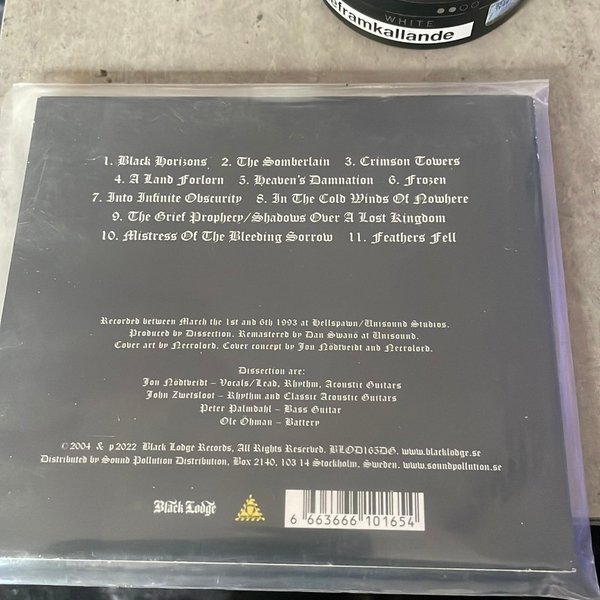 WHITE
eframkallande
1. Black Horizons 2. The Somberlain 3. Crimson Towers
4. A Land Forlorn 5. Heaven's Damnation 6. Frozen
7. Into Infinite Obscurity 8. In The Cold Winds Of Nowhere
9. The Grief Prophecy/Shadows Over A Lost Kingdom
10. Mistress Of The Bleeding Sorrow 11. Feathers Fell
Recorded between March the 1st and 6th 1993 at Hellspawn/Unisound Studios.
Produced by Dissection. Remastered by Dan Swanö at Unisound.
Cover art by Necrolord. Cover concept by Jon Nödtveidt and Necrolord.
Dissection are:
Jon Nödtveidt – Vocals/Lead, Rhythm, Acoustic Guitars
John Zwetsloot – Rhythm and Classic Acoustic Guitars
Peter Palmdahl – Bass Guitar
Ole Öhman – Battery
© 2004 & p 2022 Black Lodge Records, All Rights Reserved. BLOD165DG. www.blacklodge.se
Distributed by Sound Pollution Distribution, Box 2140, 103 14 Stockholm, Sweden. www.soundpollution.se
Black Lodge
6 663666 101654